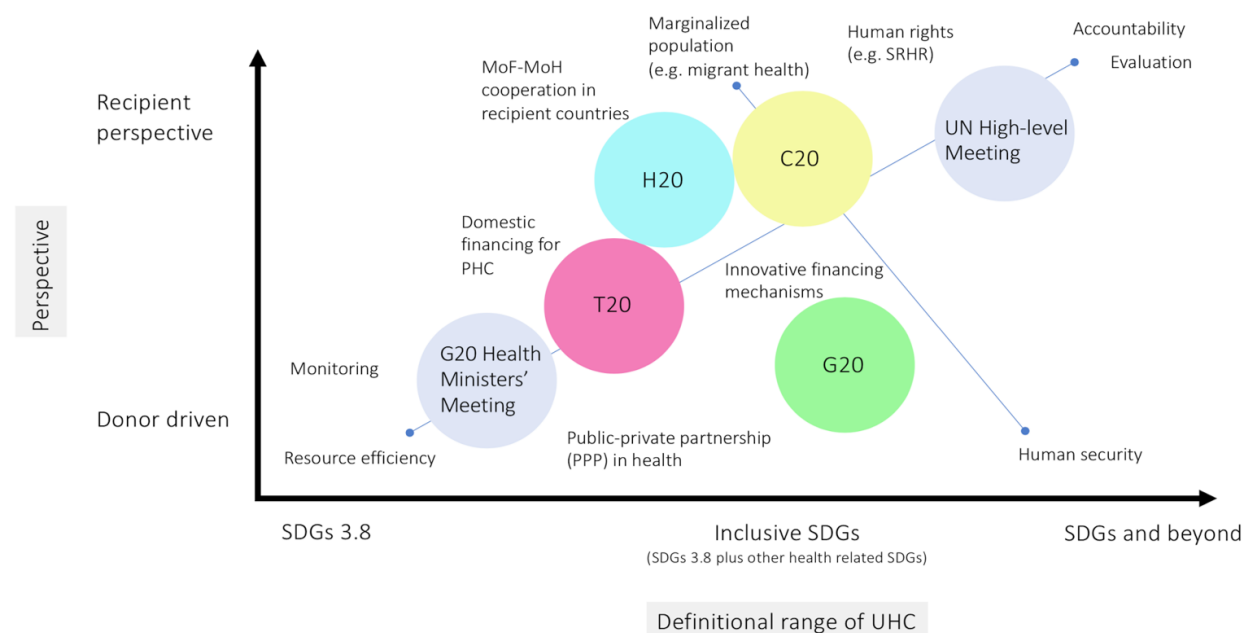 Marginalized
population
(e.g. migrant health)
Human rights
(e.g. SRHR)
Accountability
Evaluation
MoF-MoH
cooperation in
recipient countries
Recipient
perspective
UN High-level
Meeting
C20
H20
Perspective
Domestic
financing for
PHC
Innovative financing
mechanisms
T20
G20
G20 Health
Ministers’
Meeting
Monitoring
Donor driven
Resource efficiency
Public-private partnership
(PPP) in health
Human security
SDGs 3.8
Inclusive SDGs
(SDGs 3.8 plus other health related SDGs)
SDGs and beyond
Definitional range of UHC